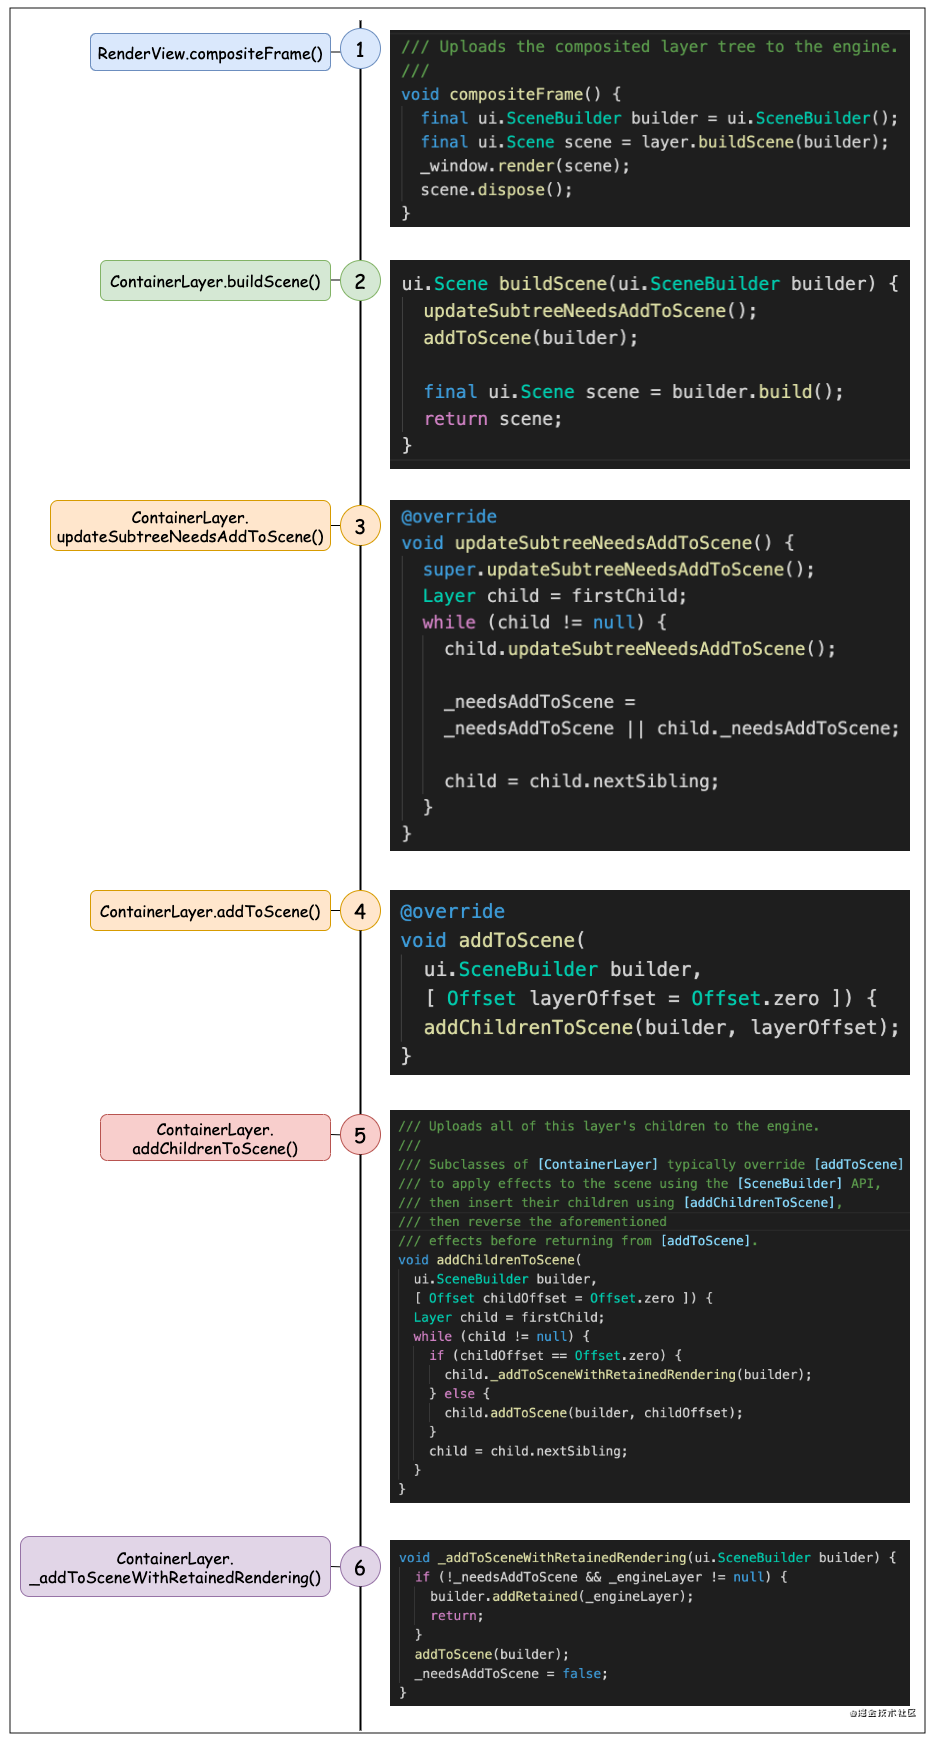 RenderView.compositeFrame()
1
/// Uploads the composited layer tree to the engine.
///
void compositeFrame() {
final ui.SceneBuilder builder = ui.SceneBuilder();
final ui.Scene scene = layer.buildScene(builder);
_window.render(scene);
scene.dispose();
}
ContainerLayer.buildScene()
2
ui.Scene buildScene(ui.SceneBuilder builder) {
updateSubtreeNeedsAddToScene();
addToScene(builder);
final ui.Scene scene = builder.build();
return scene;
}
ContainerLayer.
updateSubtreeNeedsAddToScene()
3
@override
void updateSubtreeNeedsAddToScene() {
super.updateSubtreeNeedsAddToScene();
Layer child = firstChild;
while (child != null) {
child.updateSubtreeNeedsAddToScene();
_needsAddToScene =
_needsAddToScene || child._needsAddToScene;
child = child.nextSibling;
}
}
ContainerLayer.addToScene()
4
@override
void addToScene(
ui.SceneBuilder builder,
[ Offset layerOffset = Offset.zero ]) {
addChildrenToScene(builder, layerOffset);
}
ContainerLayer.
addChildrenToScene()
5
/// Uploads all of this layer's children to the engine.
///
/// Subclasses of [ContainerLayer] typically override [addToScene]
/// to apply effects to the scene using the [SceneBuilder] API,
/// then insert their children using [addChildrenToScene],
/// then reverse the aforementioned
/// effects before returning from [addToScene].
void addChildrenToScene(
ui.SceneBuilder builder,
[ Offset childOffset = Offset.zero ]) {
Layer child = firstChild;
while (child != null) {
if (childOffset == Offset.zero) {
child._addToSceneWithRetainedRendering(builder);
} else {
child.addToScene(builder, childOffset);
}
child = child.nextSibling;
}
}
ContainerLayer.
_addToSceneWithRetainedRendering()
6
void _addToSceneWithRetainedRendering(ui.SceneBuilder builder) {
if (!_needsAddToScene && _engineLayer != null) {
builder.addRetained(_engineLayer);
return;
}
addToScene(builder);
_needsAddToScene = false;
}
@掘金技术社区